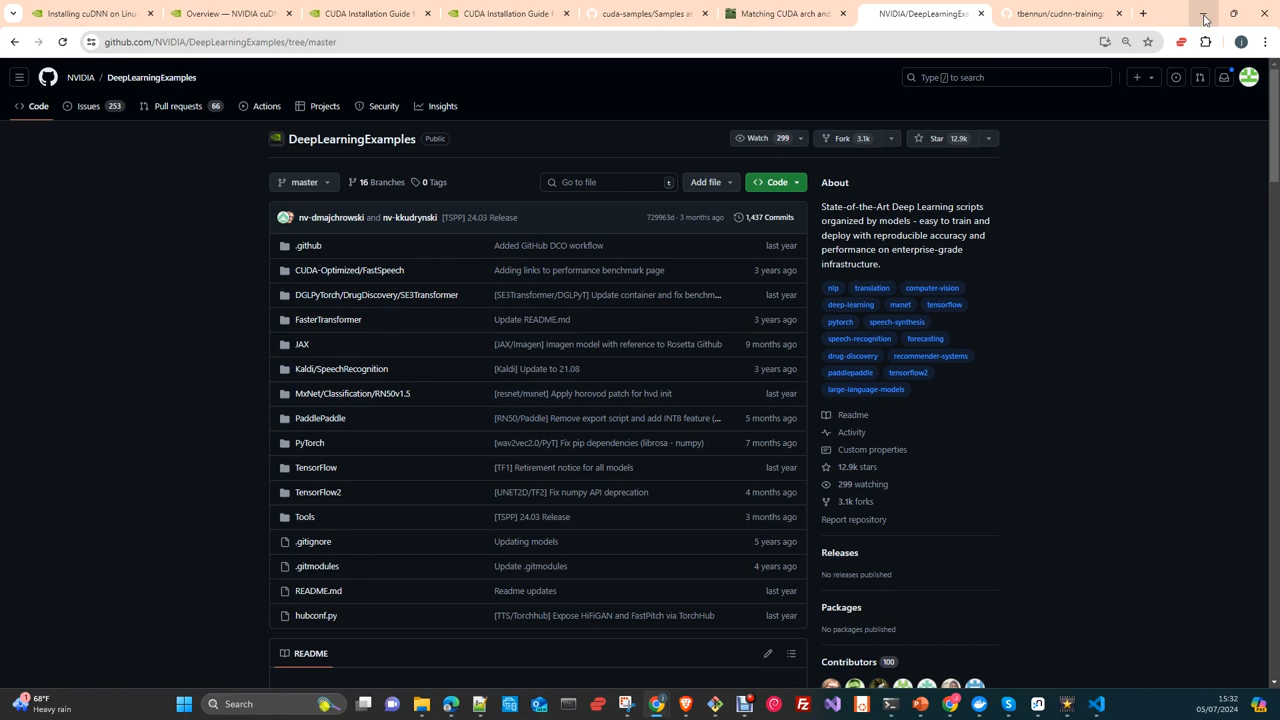 Installing cuDNN on Linux
Overview — NVIDIA cuDN
CUDA Installation Guide f
CUDA Installation Guide f
cuda-samples/Samples at
Matching CUDA arch and
NVIDIA/DeepLearningExa
tbennun/cudnn-training:
github.com/NVIDIA/DeepLearningExamples/tree/master
i
NVIDIA / DeepLearningExamples
Type / to search
Code
Issues 253
Pull requests 66
Actions
Projects
Security
Insights
DeepLearningExamples Public
Watch 299
Fork 3.1k
Star 12.9k
master
16 Branches
0 Tags
Go to file t
Add file
Code
About
State-of-the-Art Deep Learning scripts
organized by models - easy to train and
deploy with reproducible accuracy and
performance on enterprise-grade
infrastructure.
nv-dmajchrowski and nv-kkudrynski [TSPP] 24.03 Release 729963d · 3 months ago 1,437 Commits
.github Added GitHub DCO workflow last year
CUDA-Optimized/FastSpeech Adding links to performance benchmark page 3 years ago
DGLPyTorch/DrugDiscovery/SE3Transformer [SE3Transformer/DGLPyT] Update container and fix benchm... last year
FasterTransformer Update README.md 3 years ago
JAX [JAX/Imagen] Imagen model with reference to Rosetta Github 9 months ago
Kaldi/SpeechRecognition [Kaldi] Update to 21.08 3 years ago
MxNet/Classification/RN50v1.5 [resnet/mxnet] Apply horovod patch for hvd init last year
PaddlePaddle [RN50/Paddle] Remove export script and add INT8 feature (... 5 months ago
PyTorch [wav2vec2.0/PyT] Fix pip dependencies (librosa - numpy) 7 months ago
TensorFlow [TF1] Retirement notice for all models last year
TensorFlow2 [UNET2D/TF2] Fix numpy API deprecation 4 months ago
Tools [TSPP] 24.03 Release 3 months ago
.gitignore Updating models 5 years ago
.gitmodules Update .gitmodules 4 years ago
README.md Readme updates last year
hubconf.py [TTS/Torchhub] Expose HiFiGAN and FastPitch via TorchHub last year
README
nlp translation computer-vision
deep-learning mxnet tensorflow
pytorch speech-synthesis
speech-recognition forecasting
drug-discovery recommender-systems
paddlepaddle tensorflow2
large-language-models
Readme
Activity
Custom properties
12.9k stars
299 watching
3.1k forks
Report repository
Releases
No releases published
Packages
No packages published
Contributors 100
1
68°F
Heavy rain
Search
15:32
05/07/2024